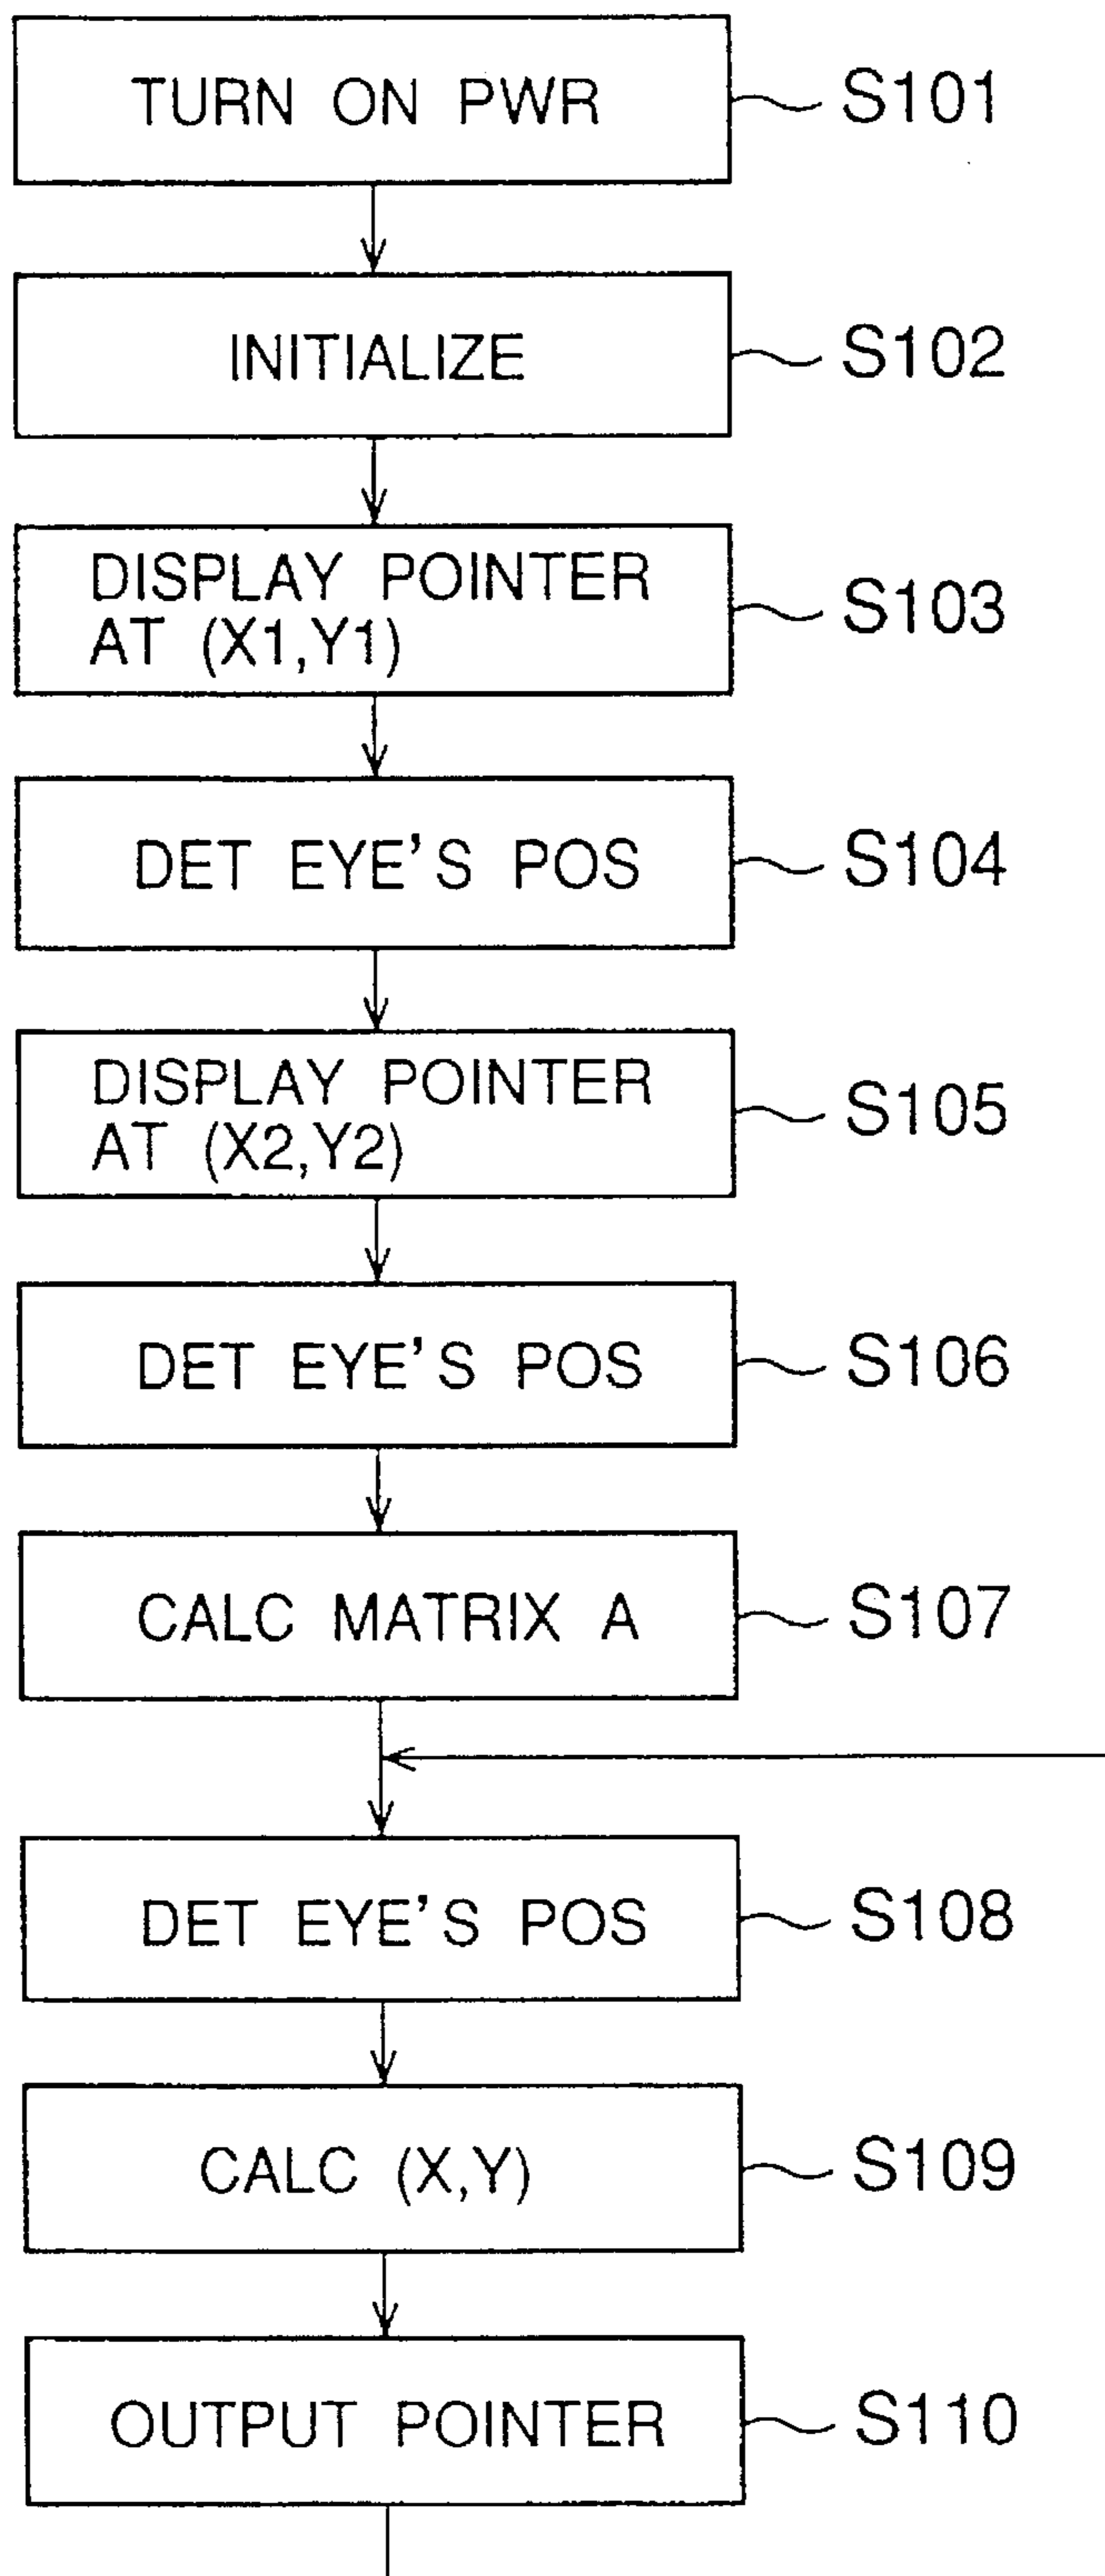 TURN ON PWR
S101
INITIALIZE
S102
DISPLAY POINTER
AT (X1,Y1)
S103
DET EYE'S POS
S104
DISPLAY POINTER
AT (X2,Y2)
S105
DET EYE'S POS
S106
CALC MATRIX A
S107
DET EYE'S POS
S108
CALC (X,Y)
S109
OUTPUT POINTER
S110